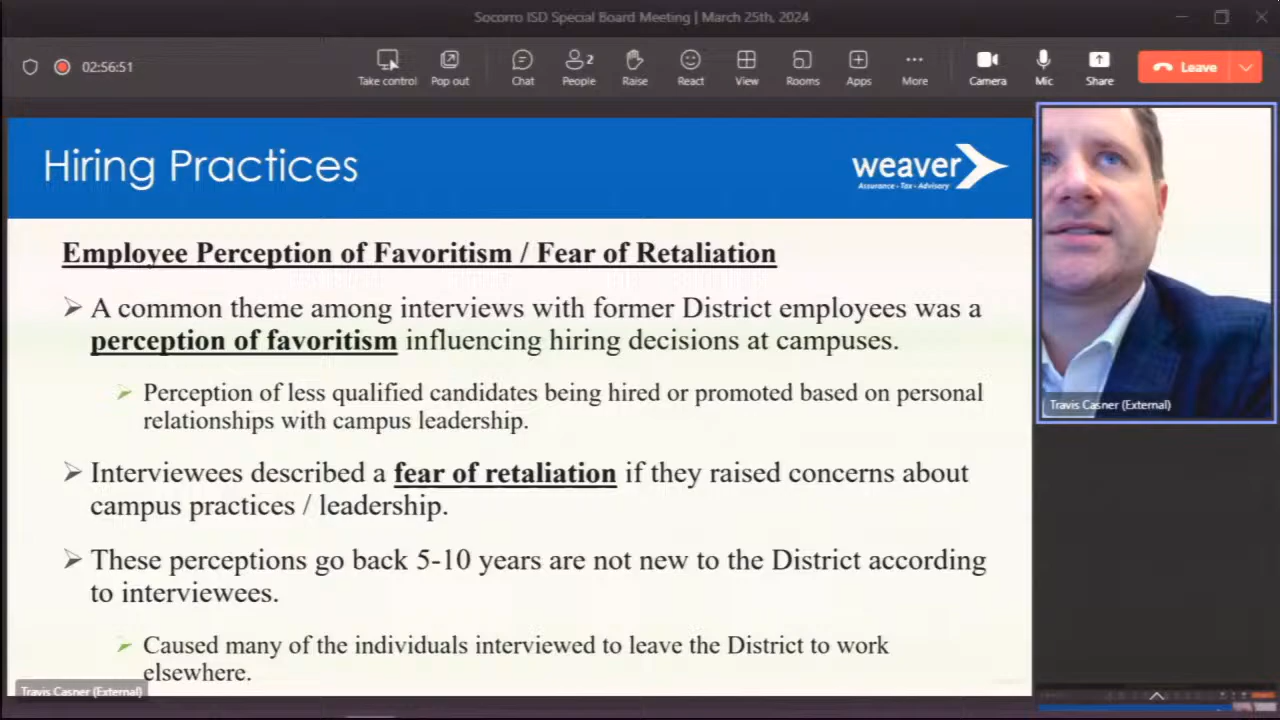 Socorro ISD Special Board Meeting | March 25th, 2024
02:56:51
Take control
Pop out
Chat
2
People
Raise
React
View
Rooms
Apps
More
Camera
Mic
Share
Leave
Hiring Practices
weaver
Assurance • Tax • Advisory
Employee Perception of Favoritism / Fear of Retaliation
A common theme among interviews with former District employees was a
perception of favoritism influencing hiring decisions at campuses.
Perception of less qualified candidates being hired or promoted based on personal
relationships with campus leadership.
Interviewees described a fear of retaliation if they raised concerns about
campus practices / leadership.
These perceptions go back 5-10 years are not new to the District according
to interviewees.
Caused many of the individuals interviewed to leave the District to work
elsewhere.
Travis Casner (External)
Travis Casner (External)